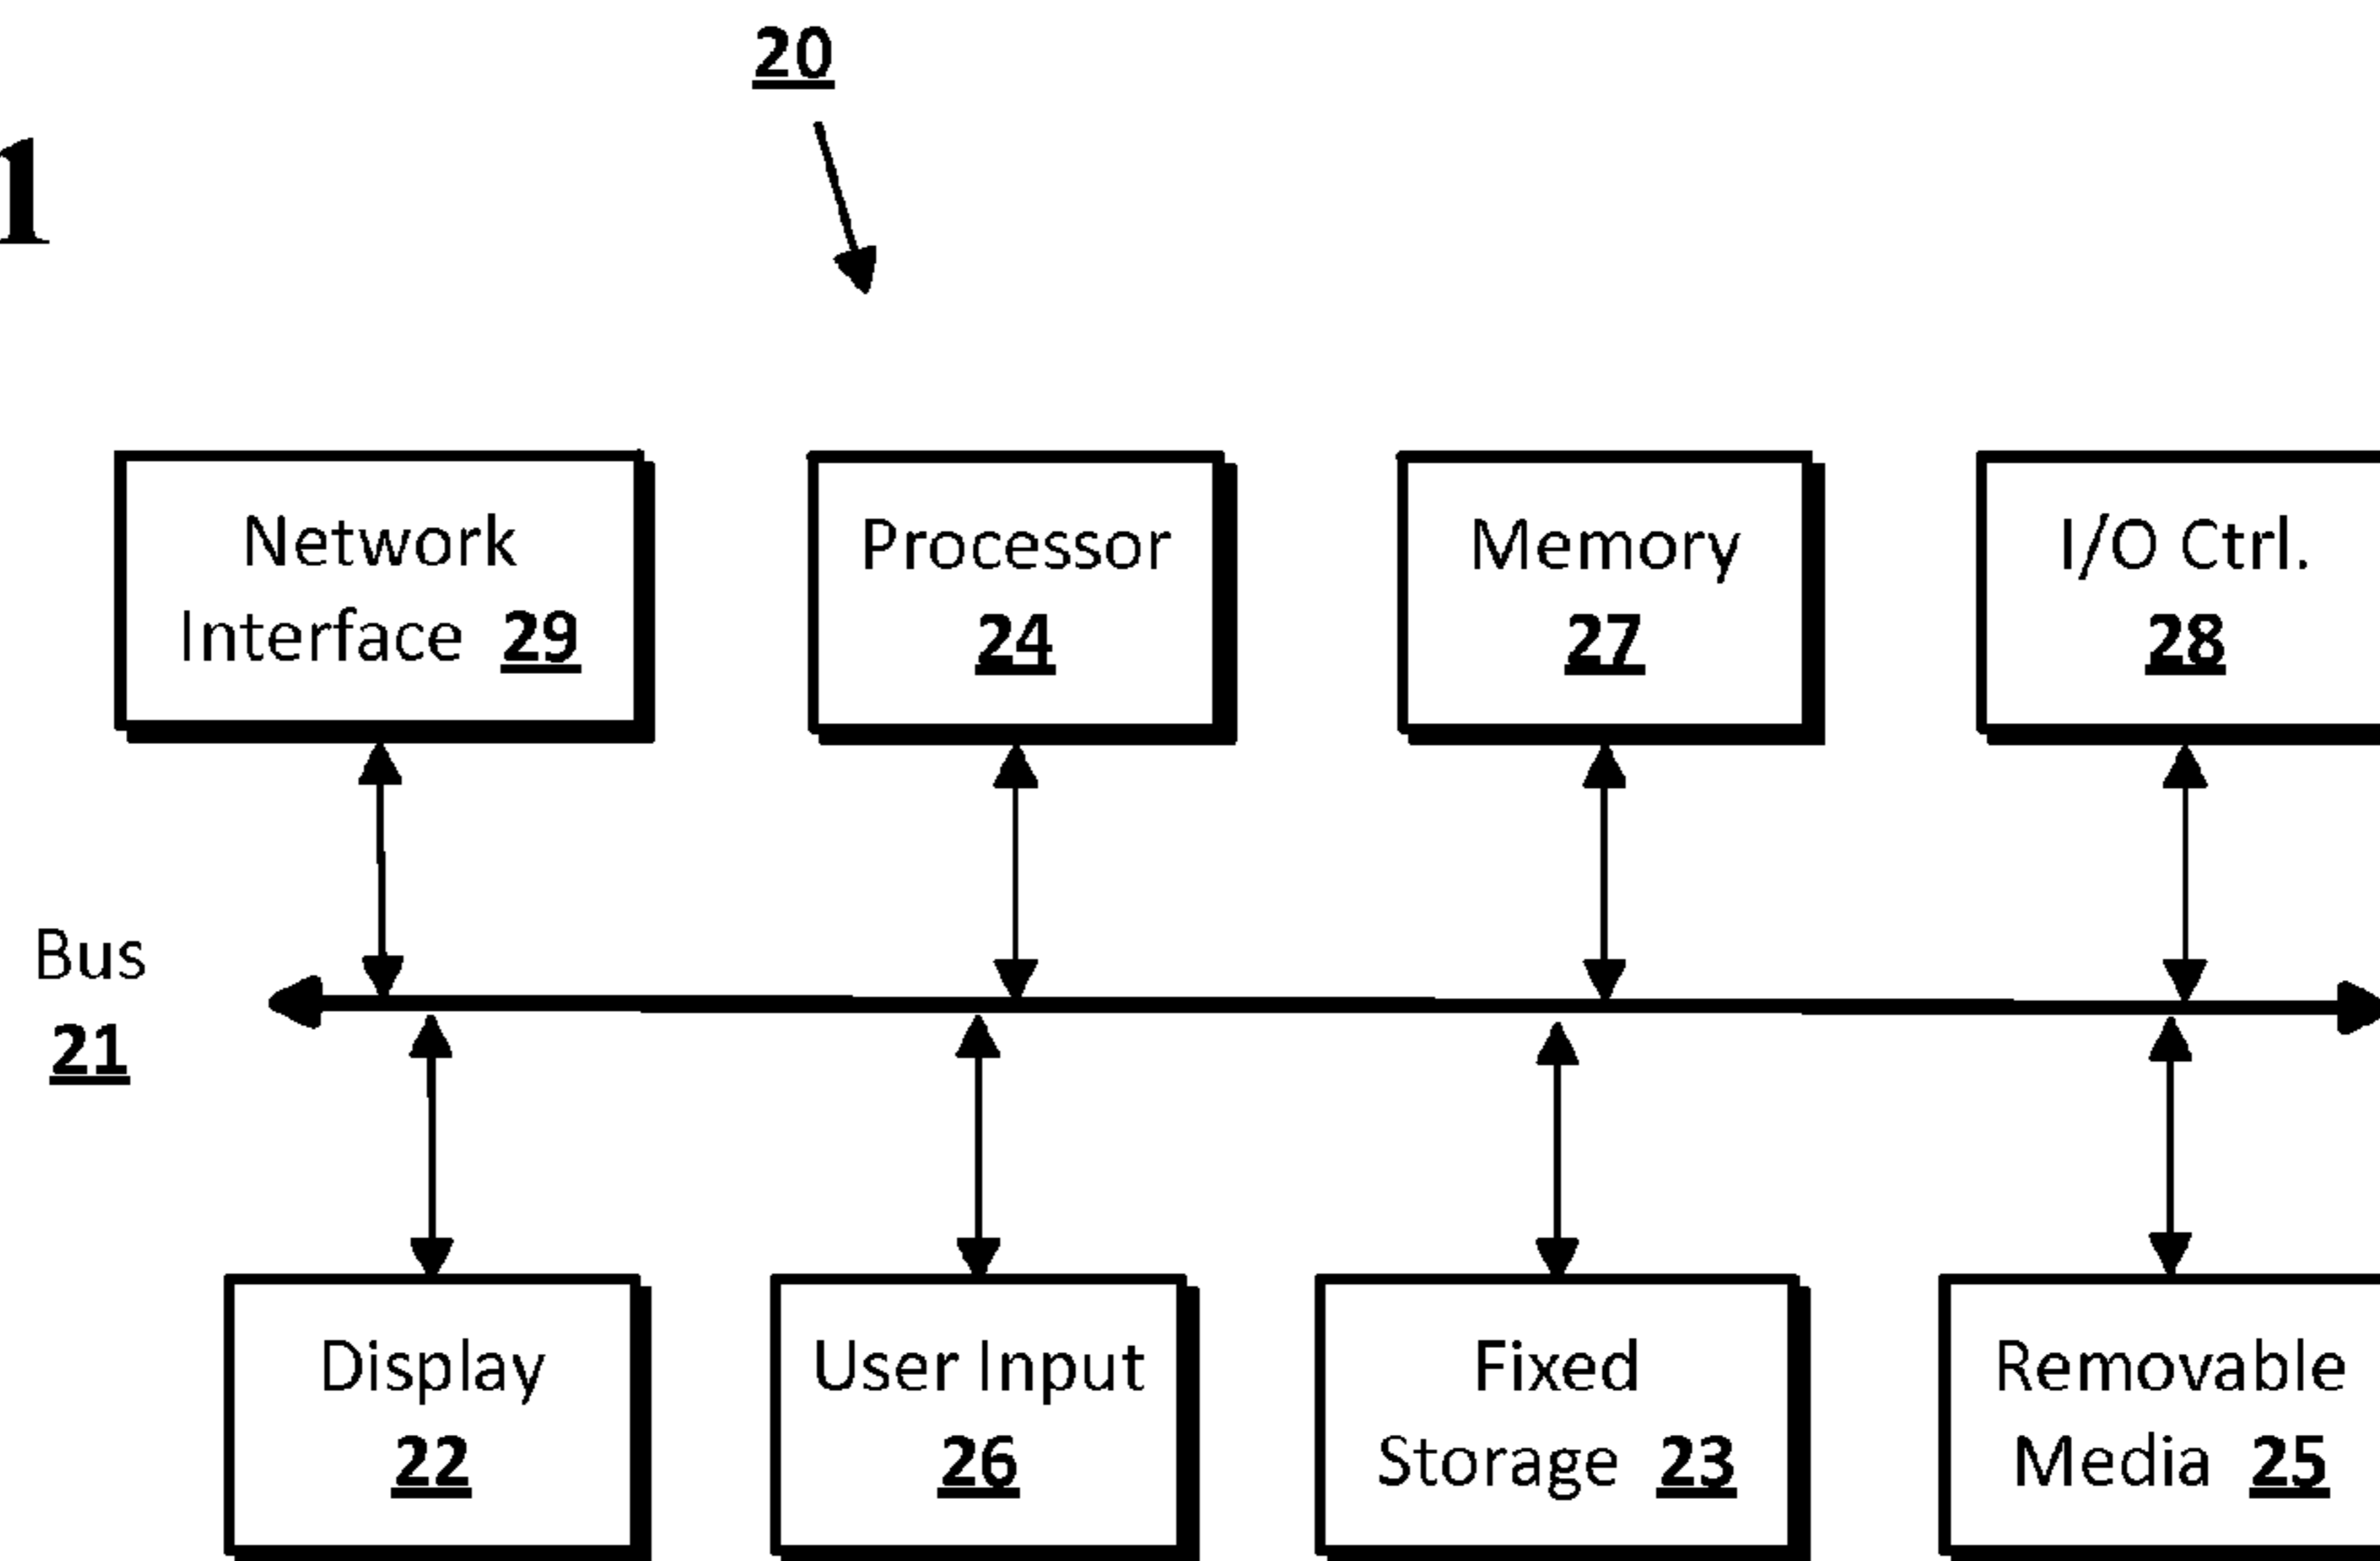 20
1
Network
Interface 29
Processor
24
Memory
27
I/O Ctrl.
28
Bus
21
Display
22
User Input
26
Fixed
Storage 23
Removable
Media 25